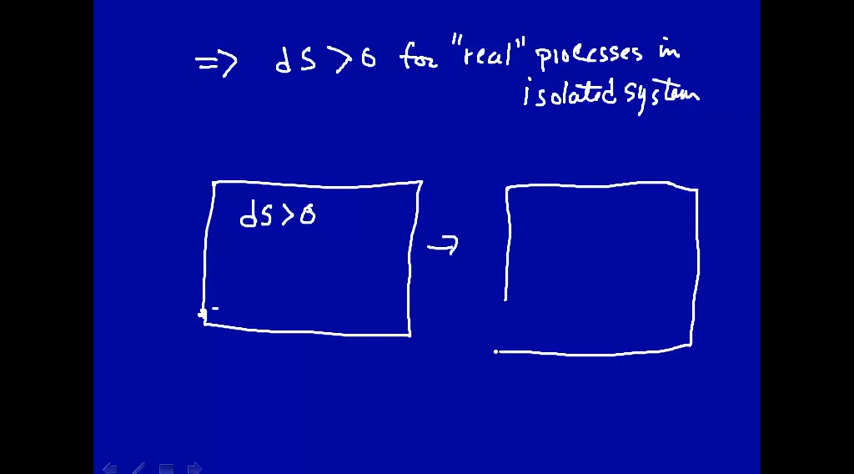 => dS > 0 for "real" processes in
isolated system
dS > 0
→